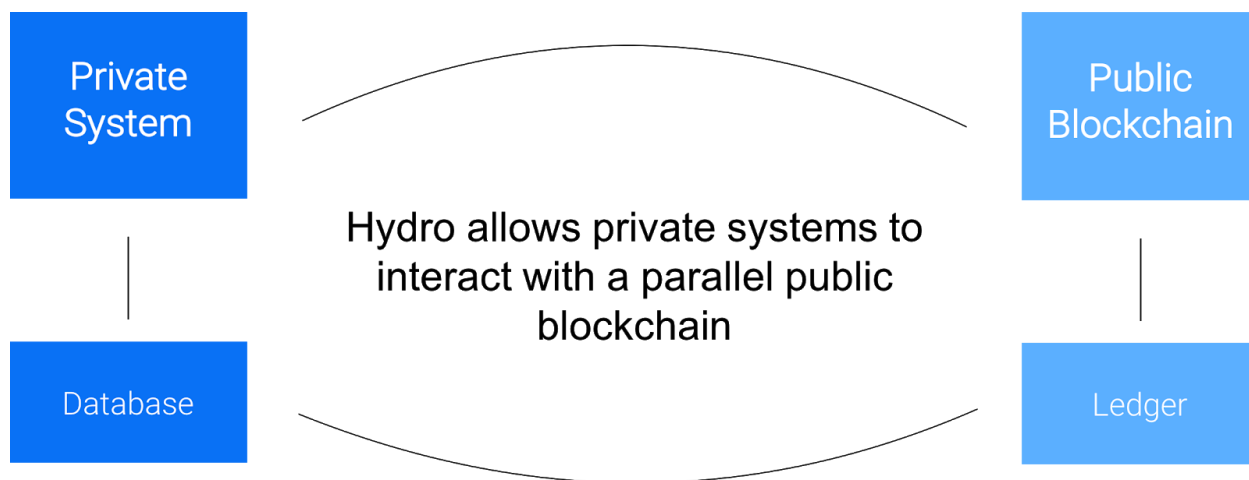 Private
System
Public
Blockchain
Hydro allows private systems to
interact with a parallel public
blockchain
Database
Ledger